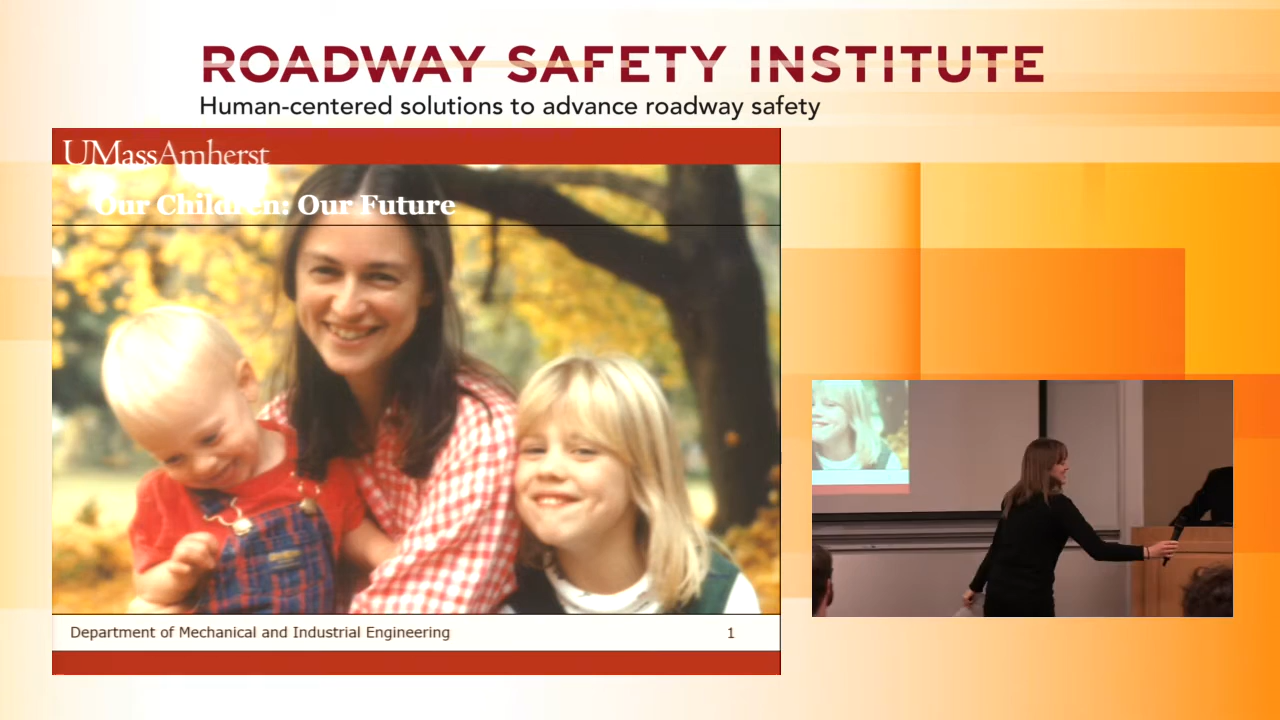 ROADWAY SAFETY INSTITUTE
Human-centered solutions to advance roadway safety
UMassAmherst
Our Children: Our Future
Department of Mechanical and Industrial Engineering 1